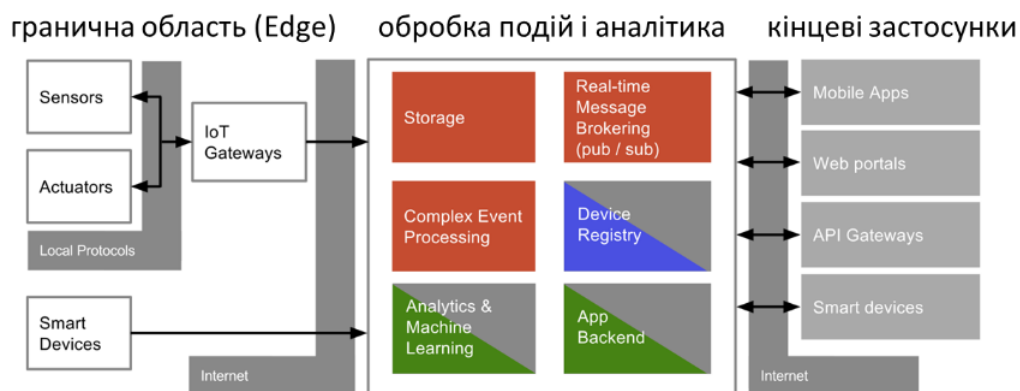 гранична область (Edge)
обробка подій і аналітика
кінцеві застосунки
Sensors
Actuators
Local Protocols
IoT
Gateways
Smart
Devices
Internet
Storage
Real-time
Message
Brokering
(pub / sub)
Complex Event
Processing
Device
Registry
Analytics &
Machine
Learning
App
Backend
Mobile Apps
Web portals
API Gateways
Smart devices
Internet